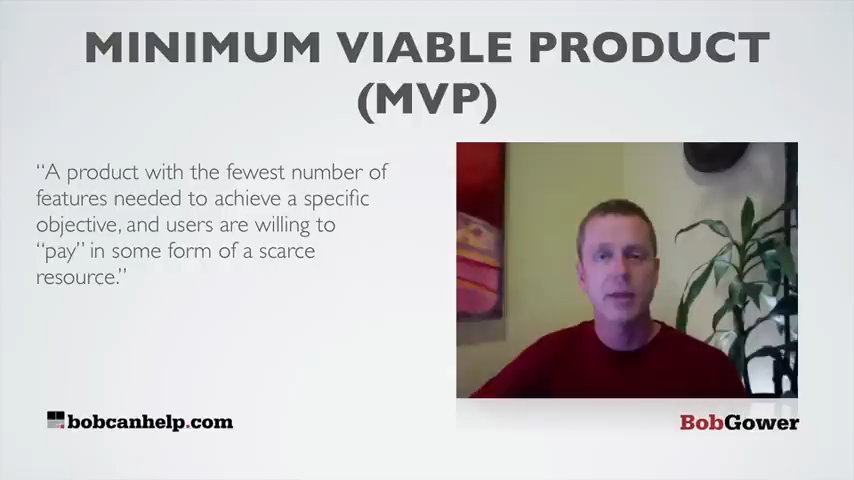 MINIMUM VIABLE PRODUCT
(MVP)
“A product with the fewest number of
features needed to achieve a specific
objective, and users are willing to
“pay” in some form of a scarce
resource.”
bobcanhelp.com
BobGower